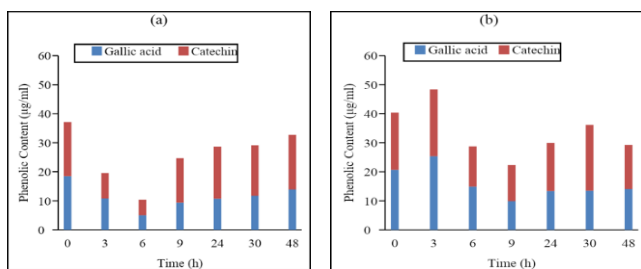 (a)
Gallic acid Catechin
60
50
40
30
20
10
0
Phenolic Content (µg/ml)
0 3 6 9 24 30 48
Time (h)
(b)
Gallic acid Catechin
60
50
40
30
20
10
0
Phenolic Content (µg/ml)
0 3 6 9 24 30 48
Time (h)